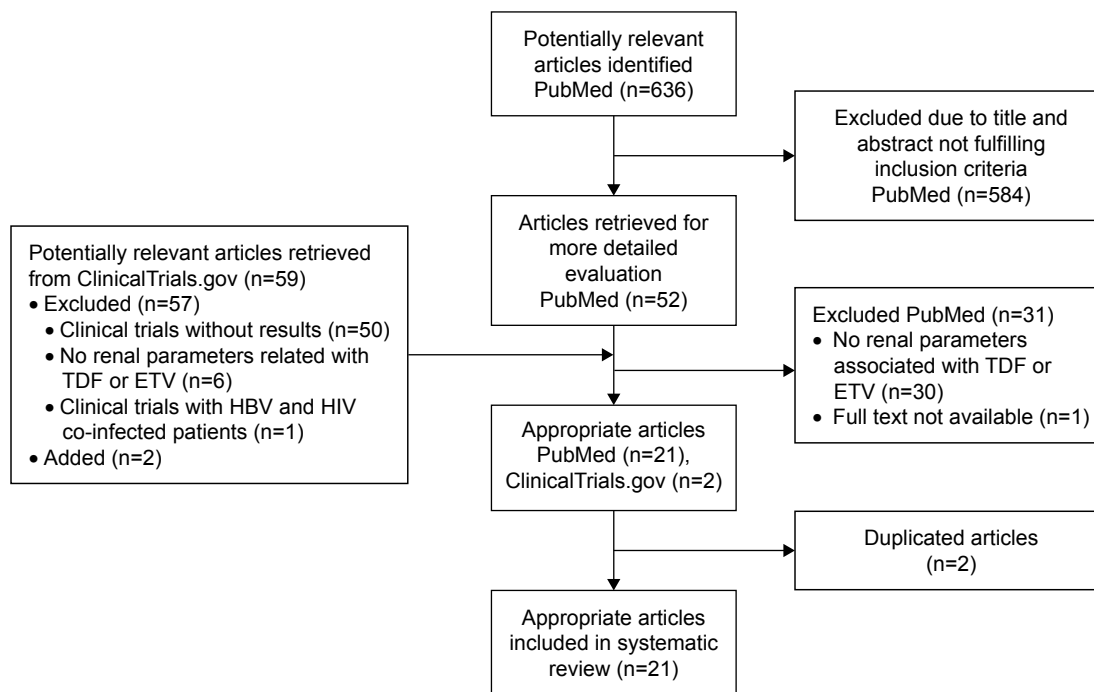 Potentially relevant
articles identified
PubMed (n=636)
Excluded due to title and
abstract not fulfilling
inclusion criteria
PubMed (n=584)
Articles retrieved for
more detailed
evaluation
PubMed (n=52)
Potentially relevant articles retrieved
from ClinicalTrials.gov (n=59)
• Excluded (n=57)
• Clinical trials without results (n=50)
• No renal parameters related with
TDF or ETV (n=6)
• Clinical trials with HBV and HIV
co-infected patients (n=1)
• Added (n=2)
Excluded PubMed (n=31)
• No renal parameters
associated with TDF or
ETV (n=30)
• Full text not available (n=1)
Appropriate articles
PubMed (n=21),
ClinicalTrials.gov (n=2)
Duplicated articles
(n=2)
Appropriate articles
included in systematic
review (n=21)